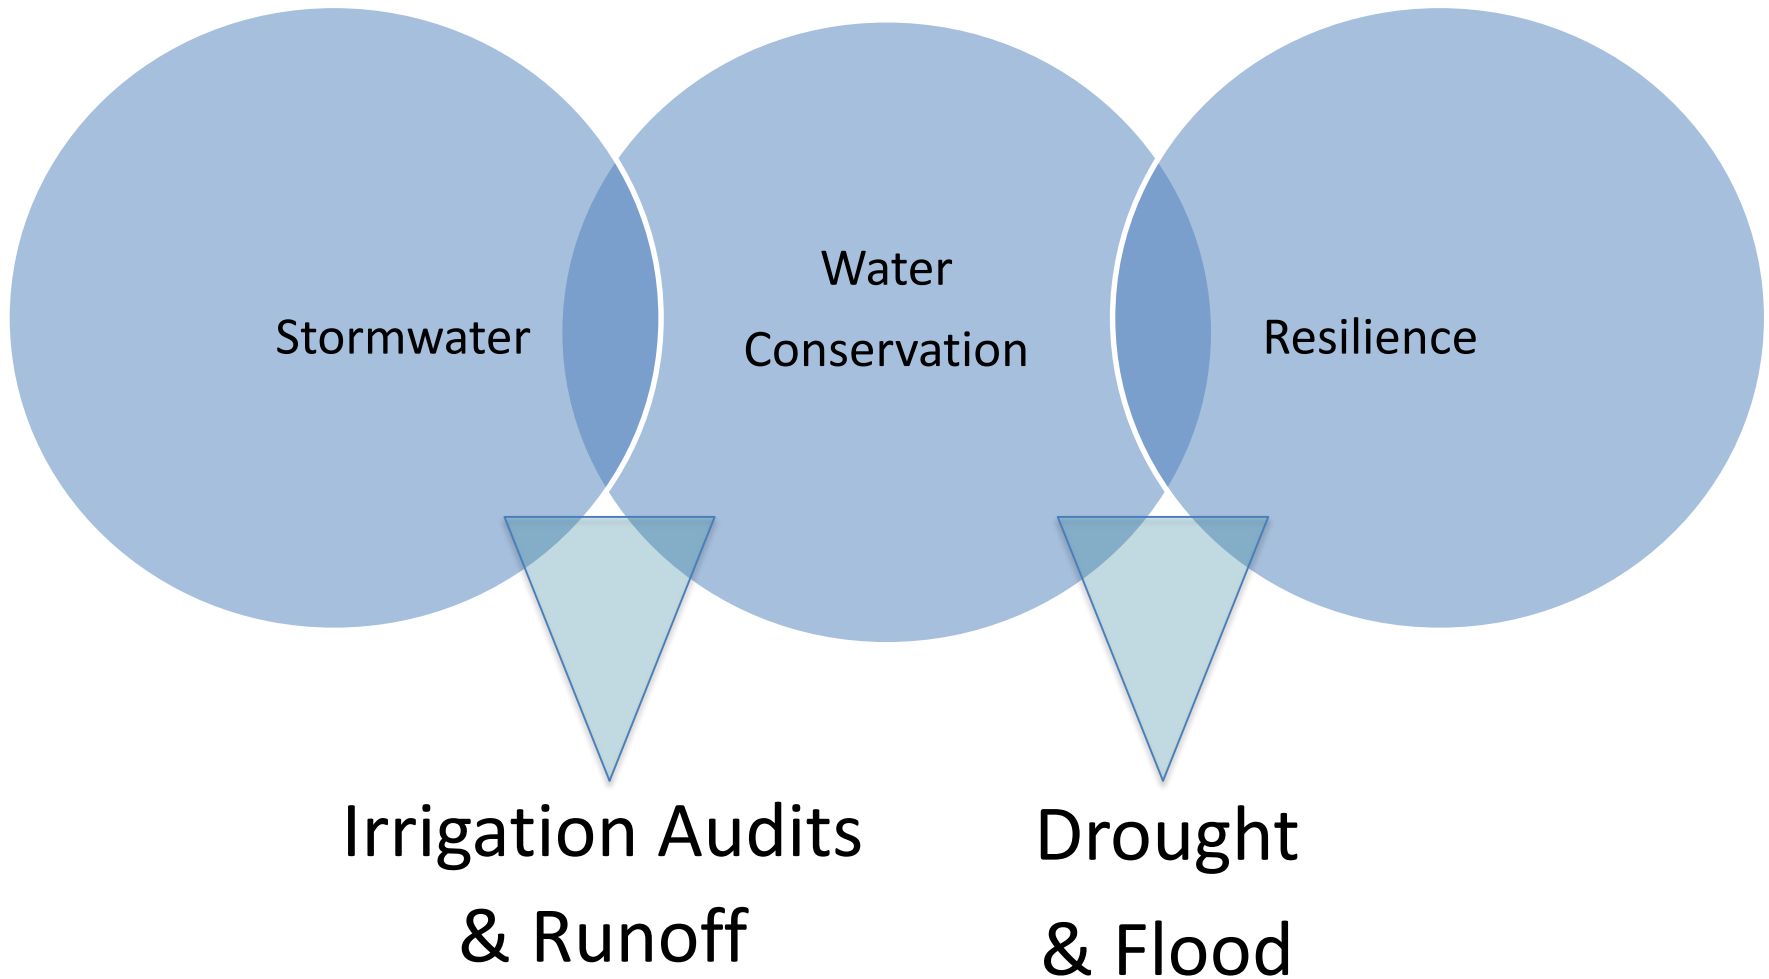 Stormwater
Water
Conservation
Resilience
Irrigation Audits
& Runoff
Drought
& Flood